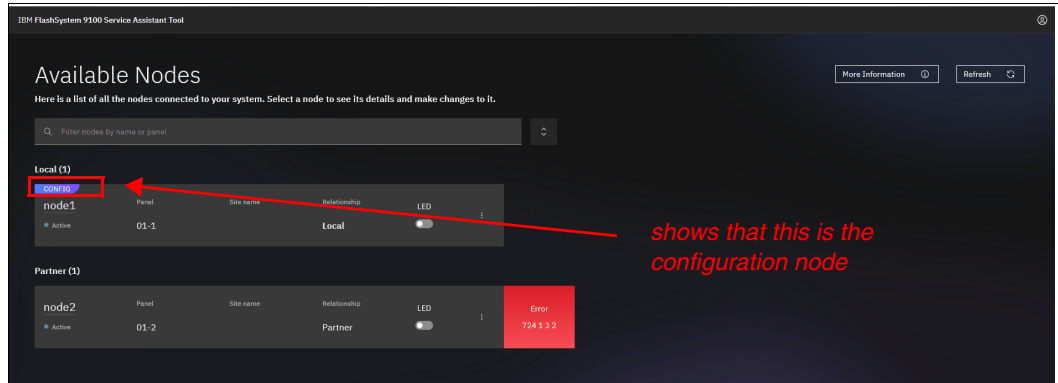 IBM FlashSystem 9100 Service Assistant Tool
Available Nodes
More Information
Refresh
Here is a list of all the nodes connected to your system. Select a node to see its details and make changes to it.
Filter nodes by name or panel
Local (1)
CONFIG
node1
Panel
Site name
Relationship
LED
Active
01-1
Local
shows that this is the
configuration node
Partner (1)
node2
Panel
Site name
Relationship
LED
Error
Active
01-2
Partner
724 1 3 2